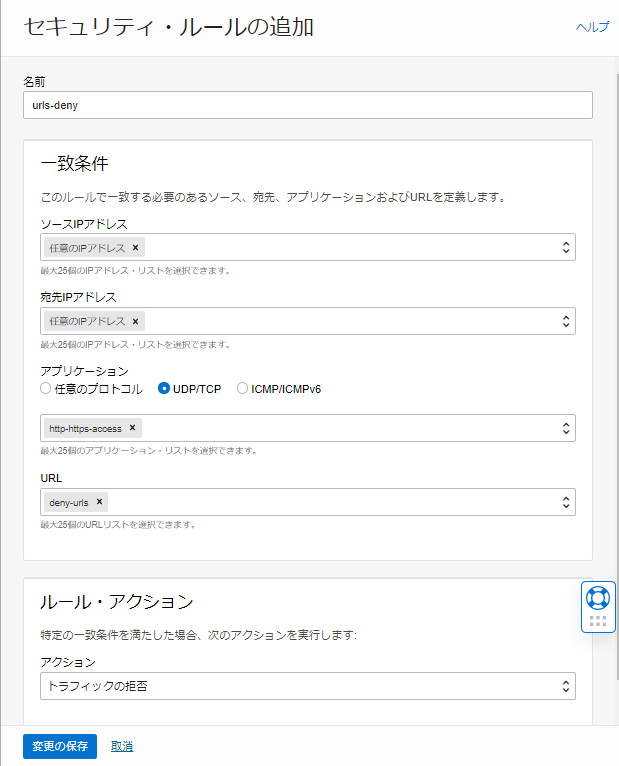 セキュリティ・ルールの追加
ヘルプ
名前
urls-deny
一致条件
このルールで一致する必要のあるソース、宛先、アプリケーションおよびURLを定義します。
ソースIPアドレス
任意のIPアドレス ×
最大25個のIPアドレス・リストを選択できます。
宛先IPアドレス
任意のIPアドレス ×
最大25個のIPアドレス・リストを選択できます。
アプリケーション
任意のプロトコル UDP/TCP ICMP/ICMPv6
http-https-access ×
最大25個のアプリケーション・リストを選択できます。
URL
deny-urls ×
最大25個のURLリストを選択できます。
ルール・アクション
特定の一致条件を満たした場合、次のアクションを実行します:
アクション
トラフィックの拒否
変更の保存 取消